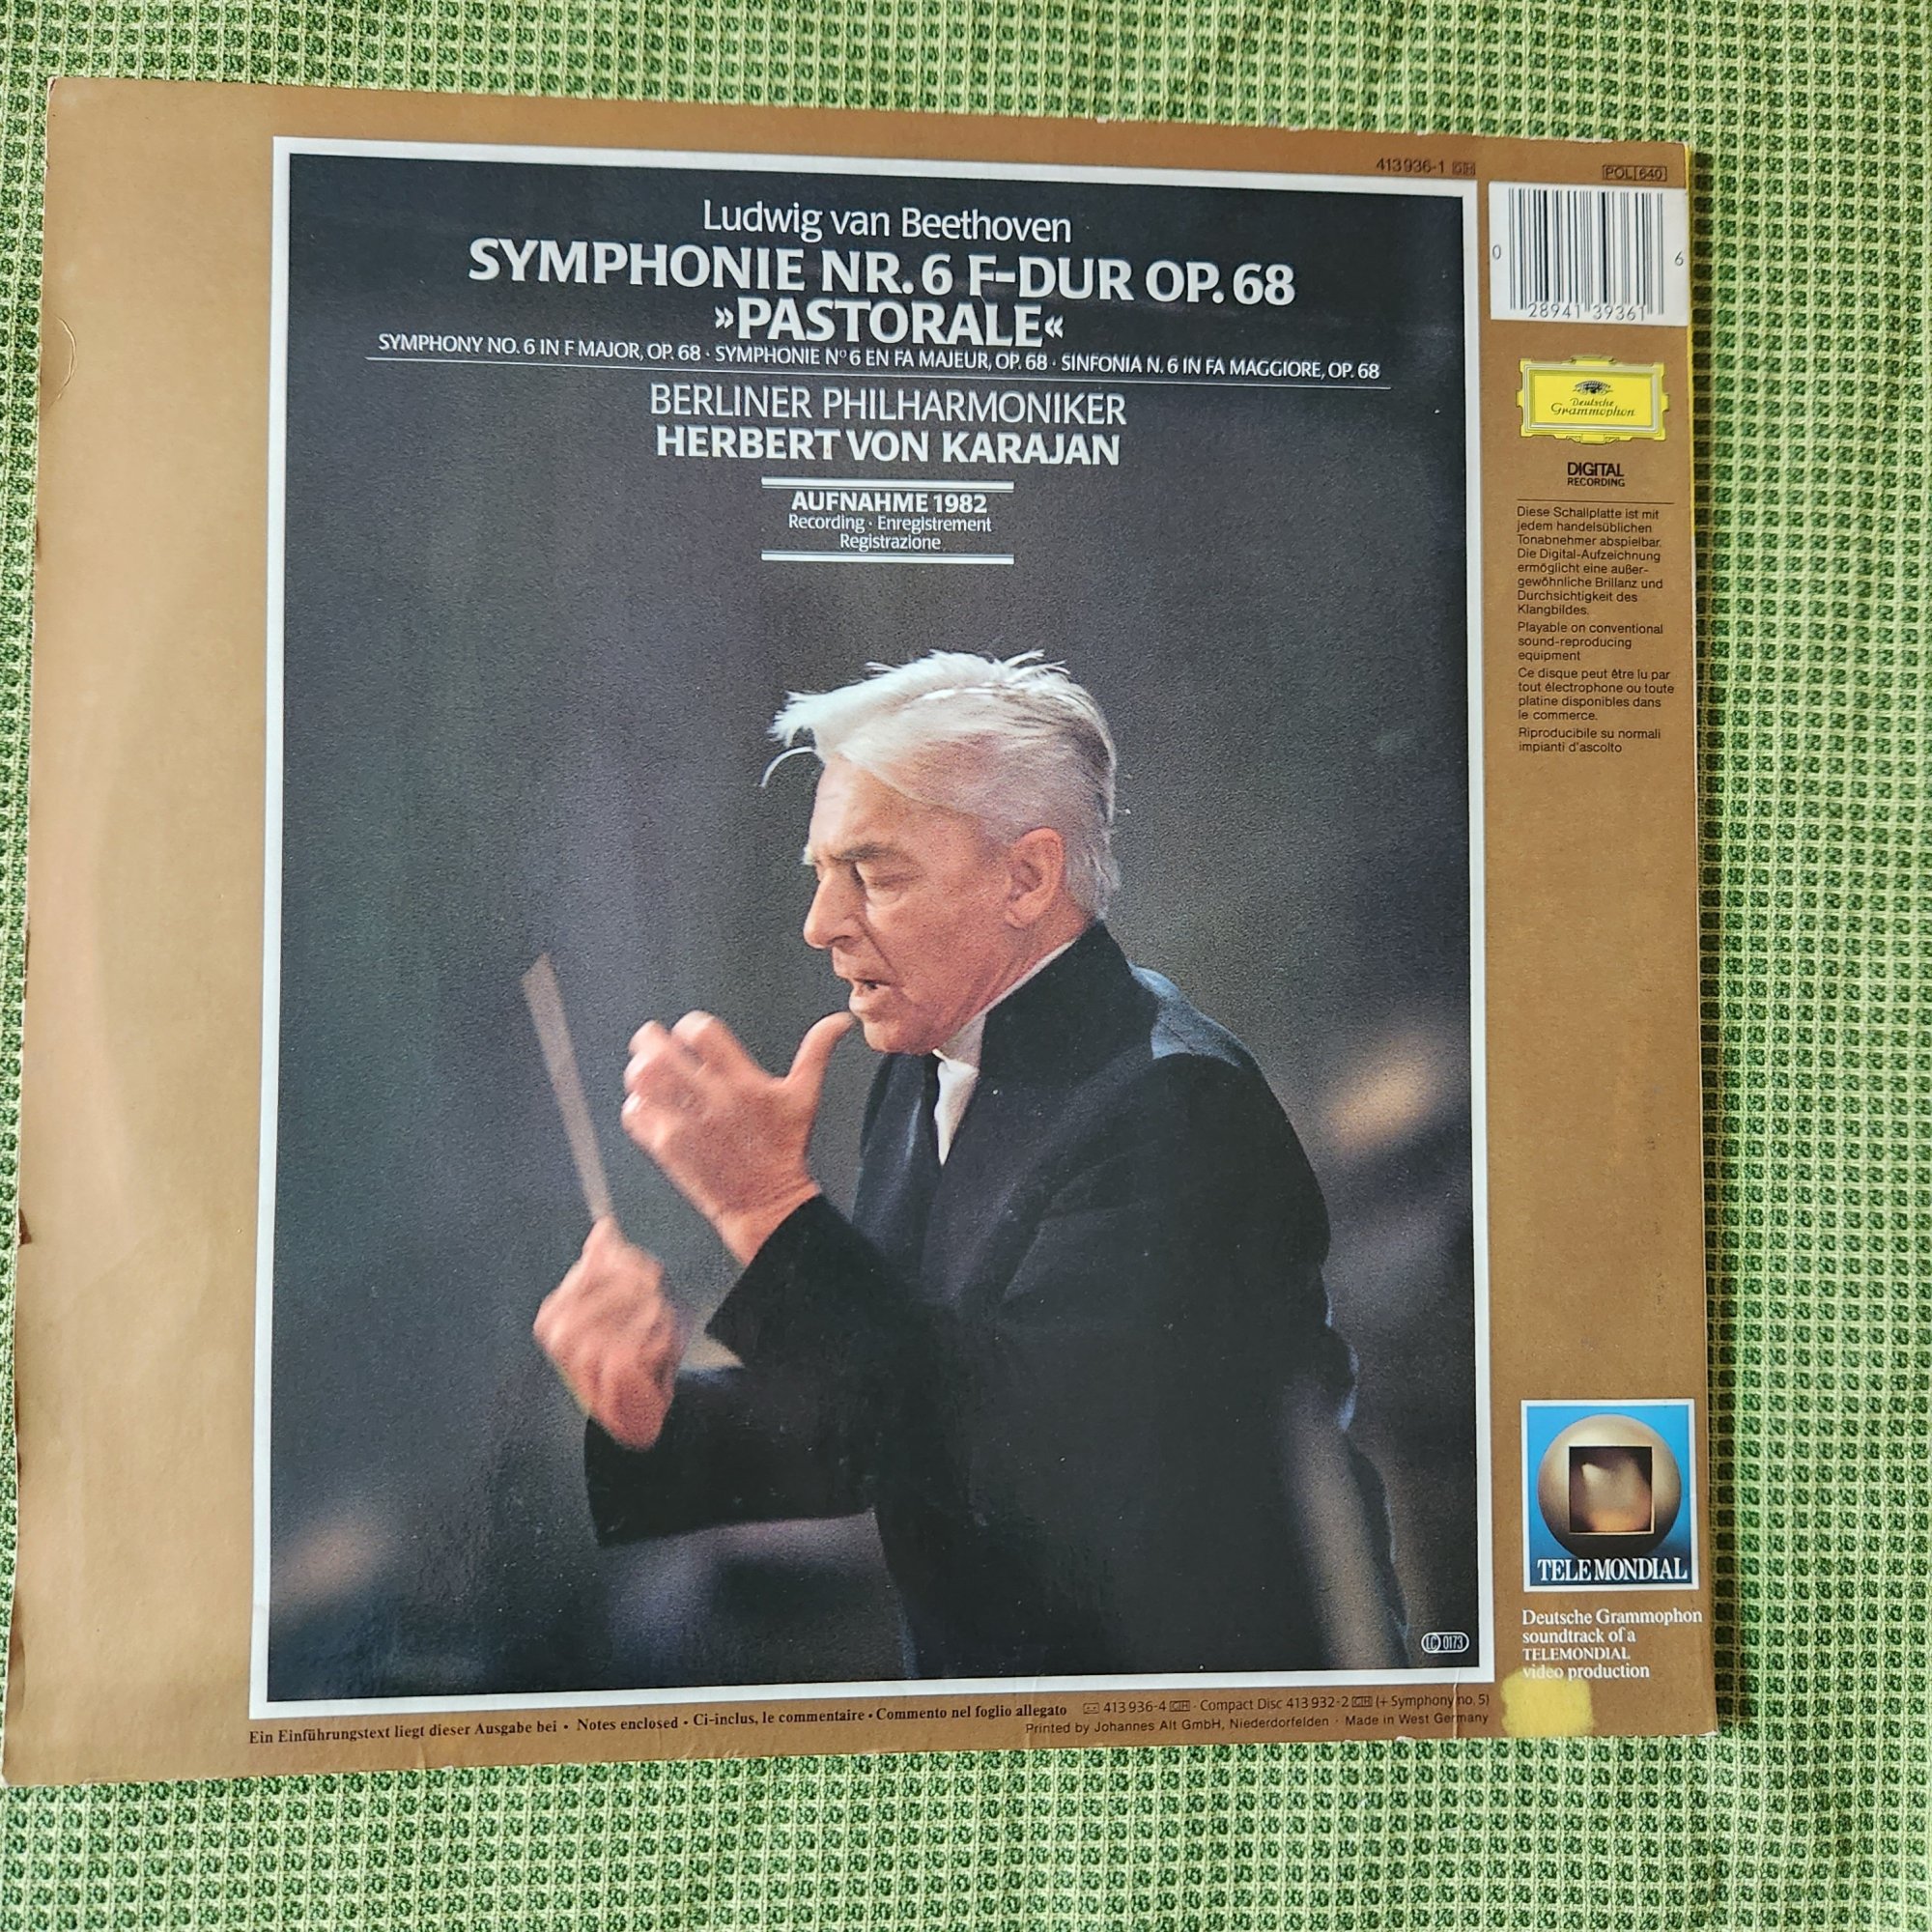 413 936-1 GH
POL 640
Ludwig van Beethoven
SYMPHONIE NR. 6 F-DUR OP. 68
»PASTORALE«
SYMPHONY NO. 6 IN F MAJOR, OP. 68 · SYMPHONIE Nº 6 EN FA MAJEUR, OP. 68 · SINFONIA N. 6 IN FA MAGGIORE, OP. 68
BERLINER PHILHARMONIKER
HERBERT VON KARAJAN
AUFNAHME 1982
Recording · Enregistrement
Registrazione
0 28941 39361 6
Deutsche
Grammophon
DIGITAL
RECORDING
Diese Schallplatte ist mit
jedem handelsüblichen
Tonabnehmer abspielbar.
Die Digital-Aufzeichnung
ermöglicht eine außer-
gewöhnliche Brillanz und
Durchsichtigkeit des
Klangbildes.
Playable on conventional
sound-reproducing
equipment
Ce disque peut être lu par
tout électrophone ou toute
platine disponibles dans
le commerce.
Riproducibile su normali
impianti d'ascolto
TELEMONDIAL
Deutsche Grammophon
soundtrack of a
TELEMONDIAL
video production
LC 0173
Ein Einführungstext liegt dieser Ausgabe bei • Notes enclosed • Ci-inclus, le commentaire • Commento nel foglio allegato
413 936-4 GH · Compact Disc 413 932-2 GH (+ Symphony no. 5)
Printed by Johannes Alt GmbH, Niederdorfelden · Made in West Germany